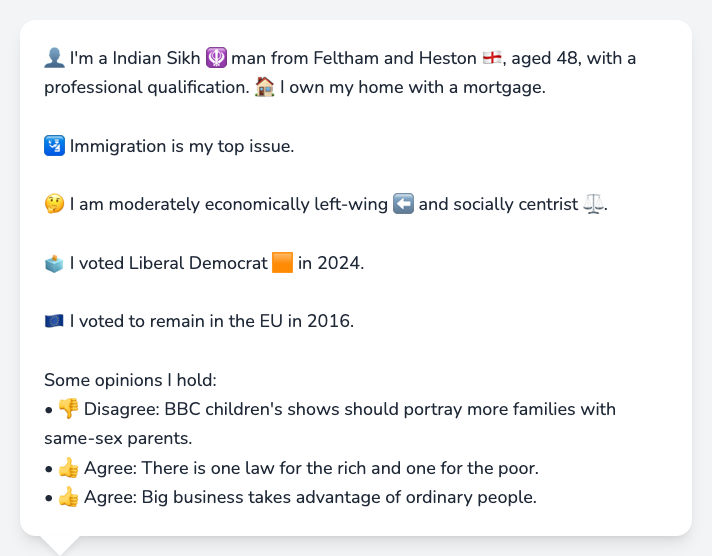 👤 I'm a Indian Sikh 🪯 man from Feltham and Heston 🏴󠁧󠁢󠁥󠁮󠁧󠁿, aged 48, with a
professional qualification. 🏠 I own my home with a mortgage.
🛂 Immigration is my top issue.
🤔 I am moderately economically left-wing ⬅️ and socially centrist ⚖️.
🗳️ I voted Liberal Democrat 🟧 in 2024.
🇪🇺 I voted to remain in the EU in 2016.
Some opinions I hold:
• 👎 Disagree: BBC children's shows should portray more families with
same-sex parents.
• 👍 Agree: There is one law for the rich and one for the poor.
• 👍 Agree: Big business takes advantage of ordinary people.